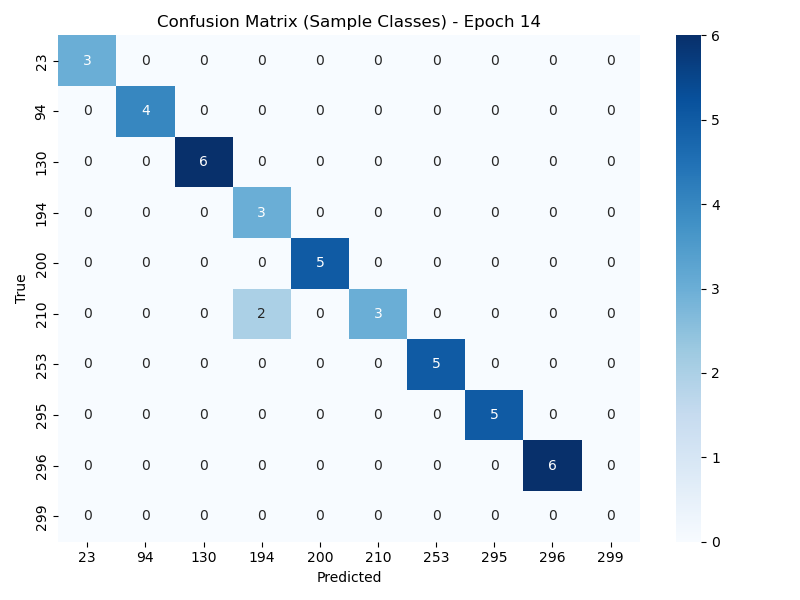 Confusion Matrix (Sample Classes) - Epoch 14
True
23 3 0 0 0 0 0 0 0 0 0
94 0 4 0 0 0 0 0 0 0 0
130 0 0 6 0 0 0 0 0 0 0
194 0 0 0 3 0 0 0 0 0 0
200 0 0 0 0 5 0 0 0 0 0
210 0 0 0 2 0 3 0 0 0 0
253 0 0 0 0 0 0 5 0 0 0
295 0 0 0 0 0 0 0 5 0 0
296 0 0 0 0 0 0 0 0 6 0
299 0 0 0 0 0 0 0 0 0 0
23 94 130 194 200 210 253 295 296 299
Predicted
6
5
4
3
2
1
0